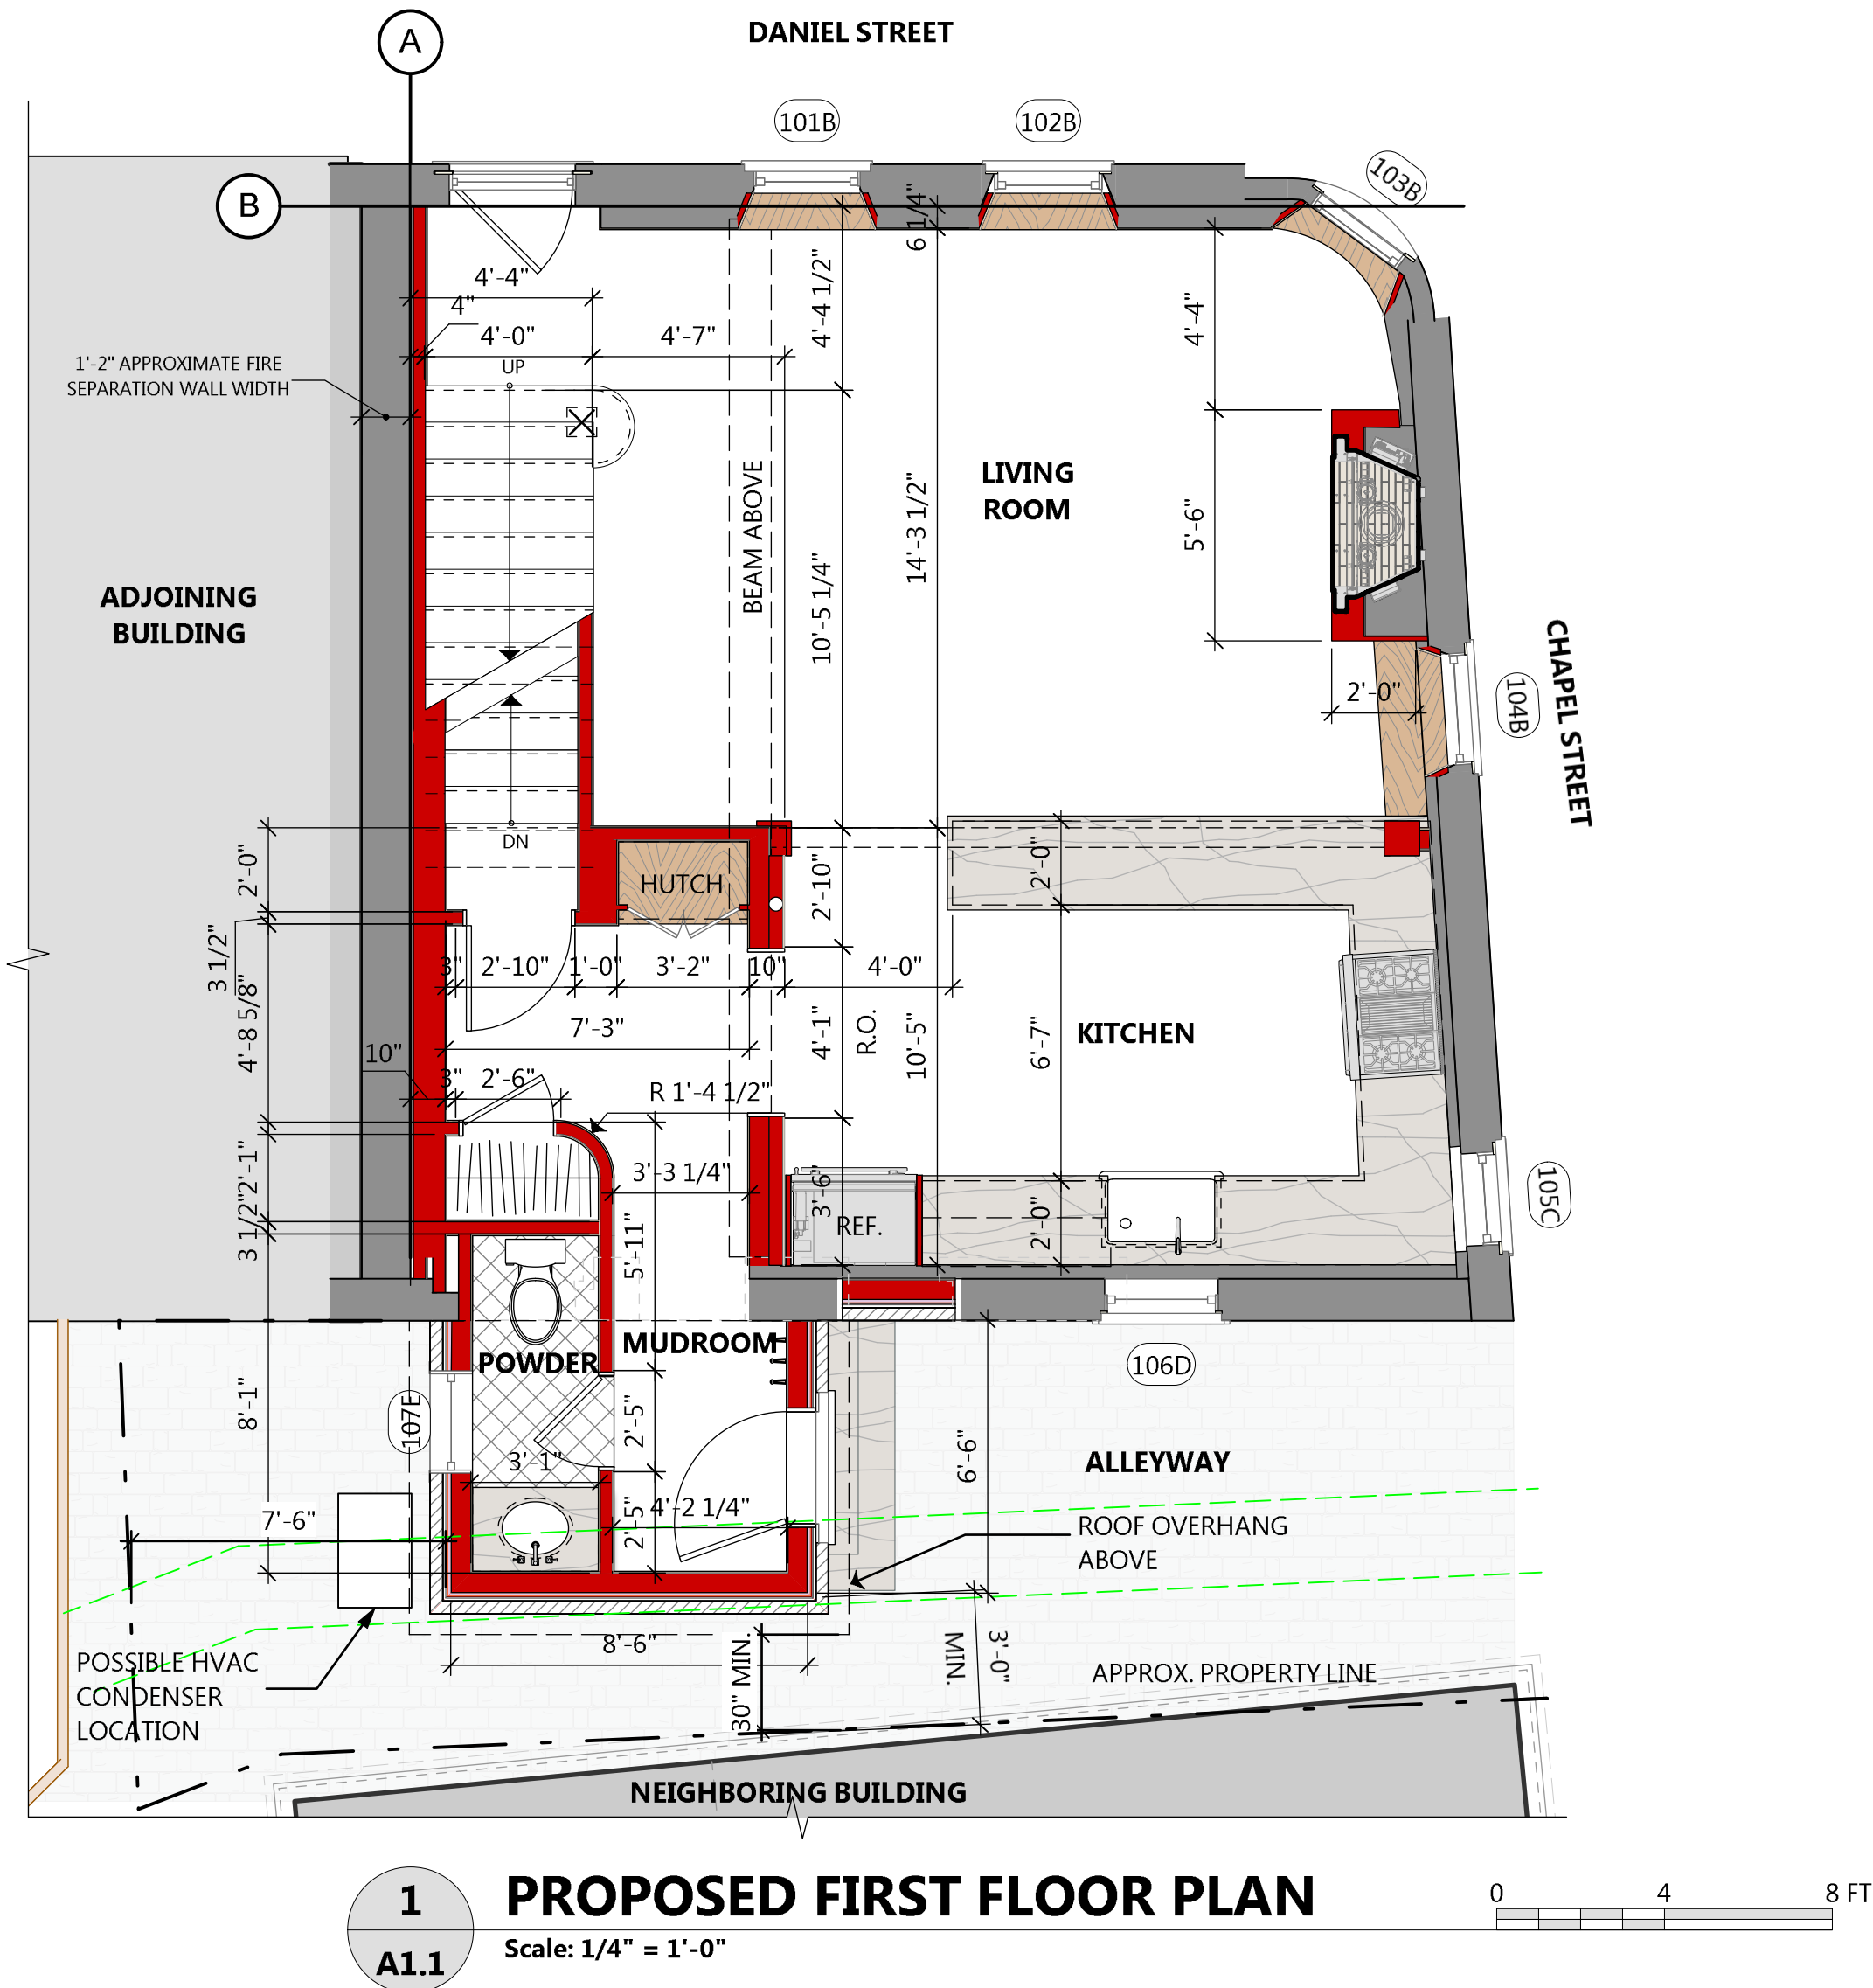 DANIEL STREET
A
101B
102B
103B
B
6 1/4"
4'-4"
4"
4'-0"
4'-7"
4'-4 1/2"
4'-4"
1'-2" APPROXIMATE FIRE
SEPARATION WALL WIDTH
UP
BEAM ABOVE
LIVING
ROOM
14'-3 1/2"
5'-6"
10'-5 1/4"
ADJOINING
BUILDING
CHAPEL STREET
2'-0"
104B
DN
2'-0"
HUTCH
2'-10"
2'-0"
3 1/2"
3"
2'-10"
1'-0"
3'-2"
10"
4'-0"
4'-8 5/8"
7'-3"
4'-1"
R.O.
10'-5"
6'-7"
KITCHEN
10"
3"
2'-6"
R 1'-4 1/2"
2'-1"
3'-3 1/4"
3'-6"
105C
3 1/2"
5'-11"
REF.
2'-0"
MUDROOM
POWDER
106D
8'-1"
107E
2'-5"
3'-1"
6'-6"
ALLEYWAY
7'-6"
2'-5"
4'-2 1/4"
ROOF OVERHANG
ABOVE
8'-6"
30" MIN.
3'-0"
MIN.
POSSIBLE HVAC
CONDENSER
LOCATION
APPROX. PROPERTY LINE
NEIGHBORING BUILDING
1
A1.1
PROPOSED FIRST FLOOR PLAN
Scale: 1/4" = 1'-0"
0 4 8 FT